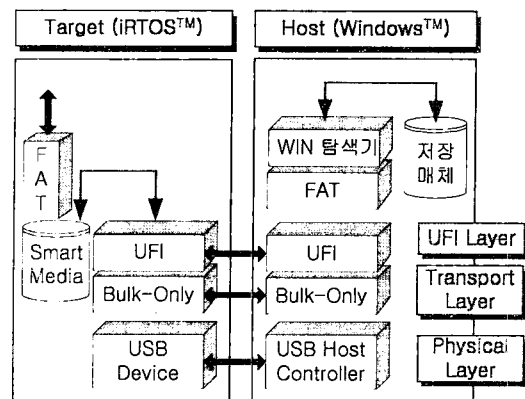 Target (iRTOS™)
Host (Windows™)
F
A
T
Smart
Media
UFI
Bulk-Only
USB
Device
WIN 탐색기
FAT
저장
매체
UFI
Bulk-Only
USB Host
Controller
UFI Layer
Transport
Layer
Physical
Layer